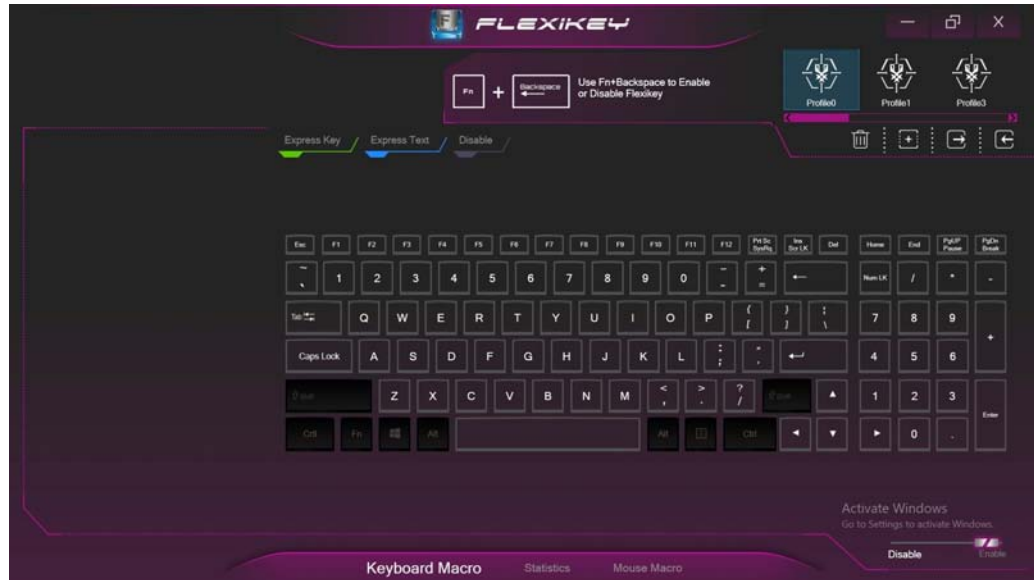 FLEXIKEY
Fn + Backspace Use Fn+Backspace to Enable
or Disable Flexikey
Profile0 Profile1 Profile3
Express Key Express Text Disable
Esc F1 F2 F3 F4 F5 F6 F7 F8 F9 F10 F11 F12 Prt Sc SysRq Ins Scr LK Del Home End PgUP Pause PgDn Break
~ ` 1 2 3 4 5 6 7 8 9 0 - - + = ← Num LK / * -
Tab Q W E R T Y U I O P { [ } ] ¦ \ 7 8 9 +
Caps Lock A S D F G H J K L : ; " ' 4 5 6
Z X C V B N M < , > . ? / ▲ 1 2 3 Enter
Crtl Fn Alt Alt Ctrl ◄ ▼ ► 0 .
Activate Windows
Go to Settings to activate Windows.
Disable Enable
Keyboard Macro Statistics Mouse Macro